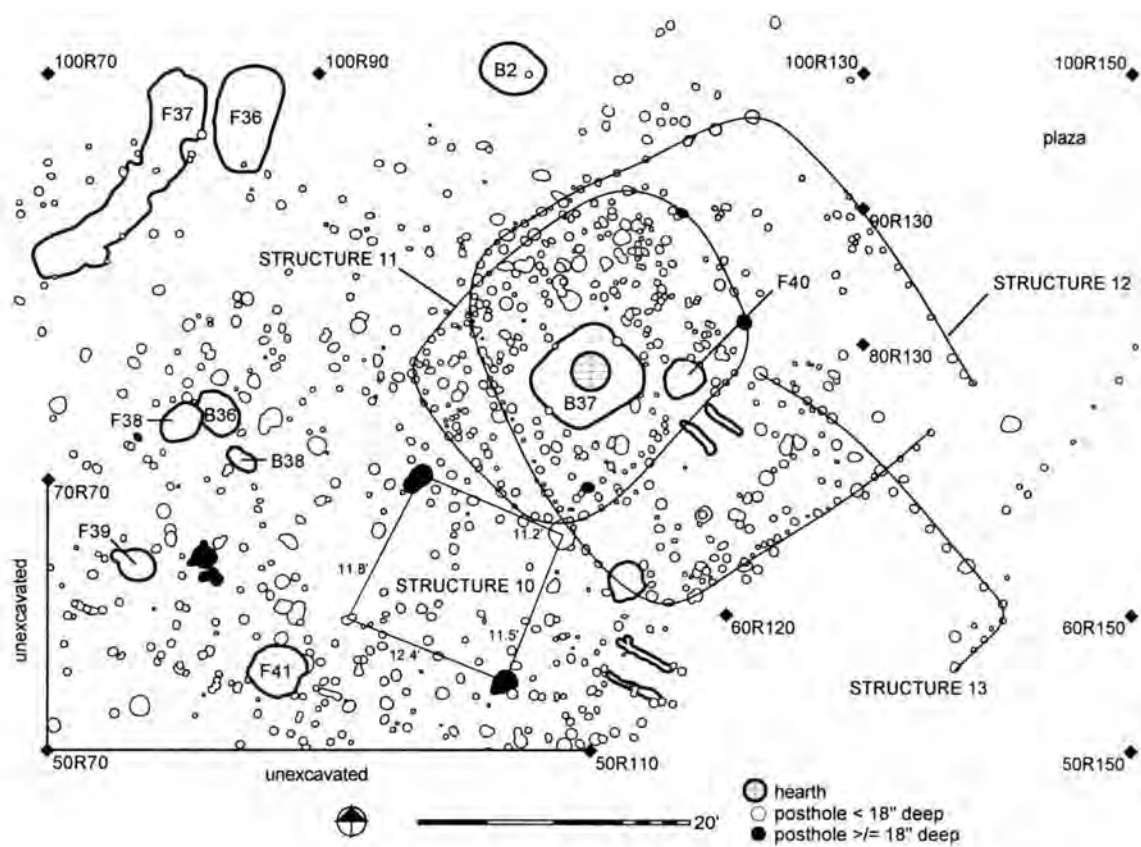 100R70
100R90
B2
100R130
100R150
F37
F36
plaza
90R130
STRUCTURE 11
F40
STRUCTURE 12
80R130
B37
F38
B36
B38
70R70
F39
11.2'
11.8'
STRUCTURE 10
11.5'
60R120
60R150
12.4'
F41
STRUCTURE 13
unexcavated
50R70
unexcavated
50R110
50R150
hearth
posthole < 18" deep
20'
posthole >/= 18" deep